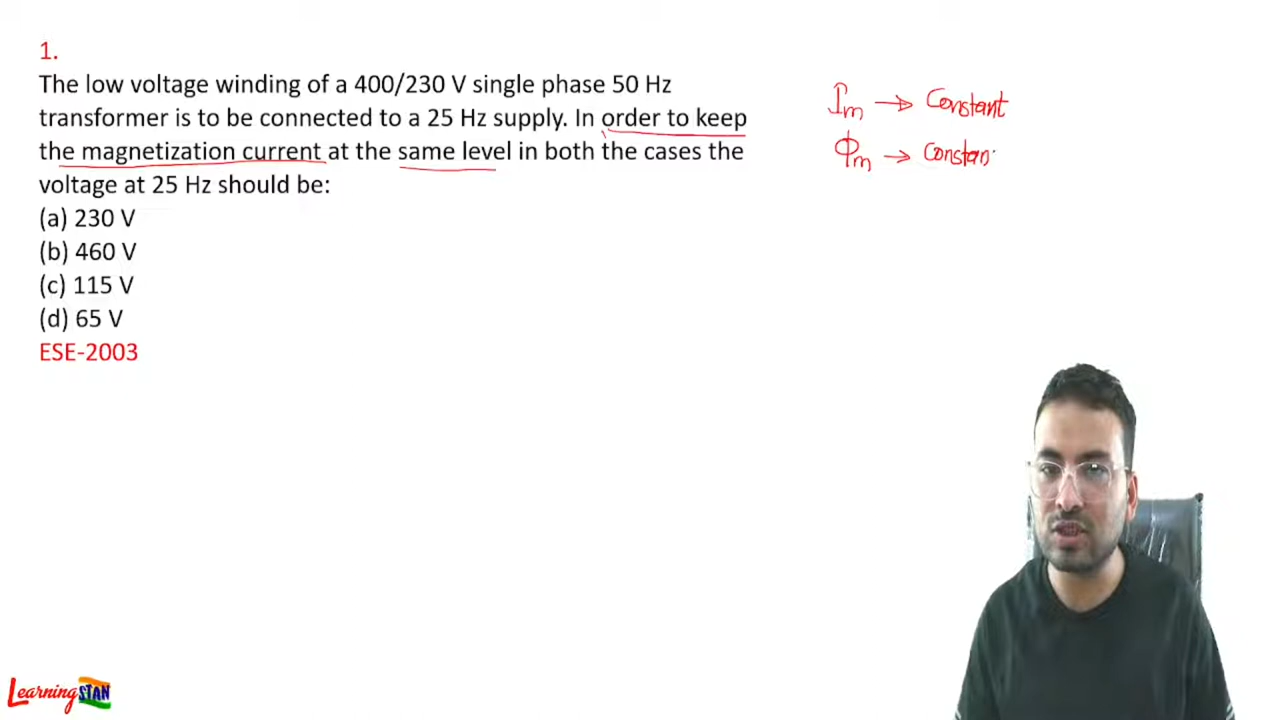 1.
The low voltage winding of a 400/230 V single phase 50 Hz
transformer is to be connected to a 25 Hz supply. In order to keep
the magnetization current at the same level in both the cases the
voltage at 25 Hz should be:
(a) 230 V
(b) 460 V
(c) 115 V
(d) 65 V
ESE-2003
Im → Constant
ϕm → Constan
LearningSTAN